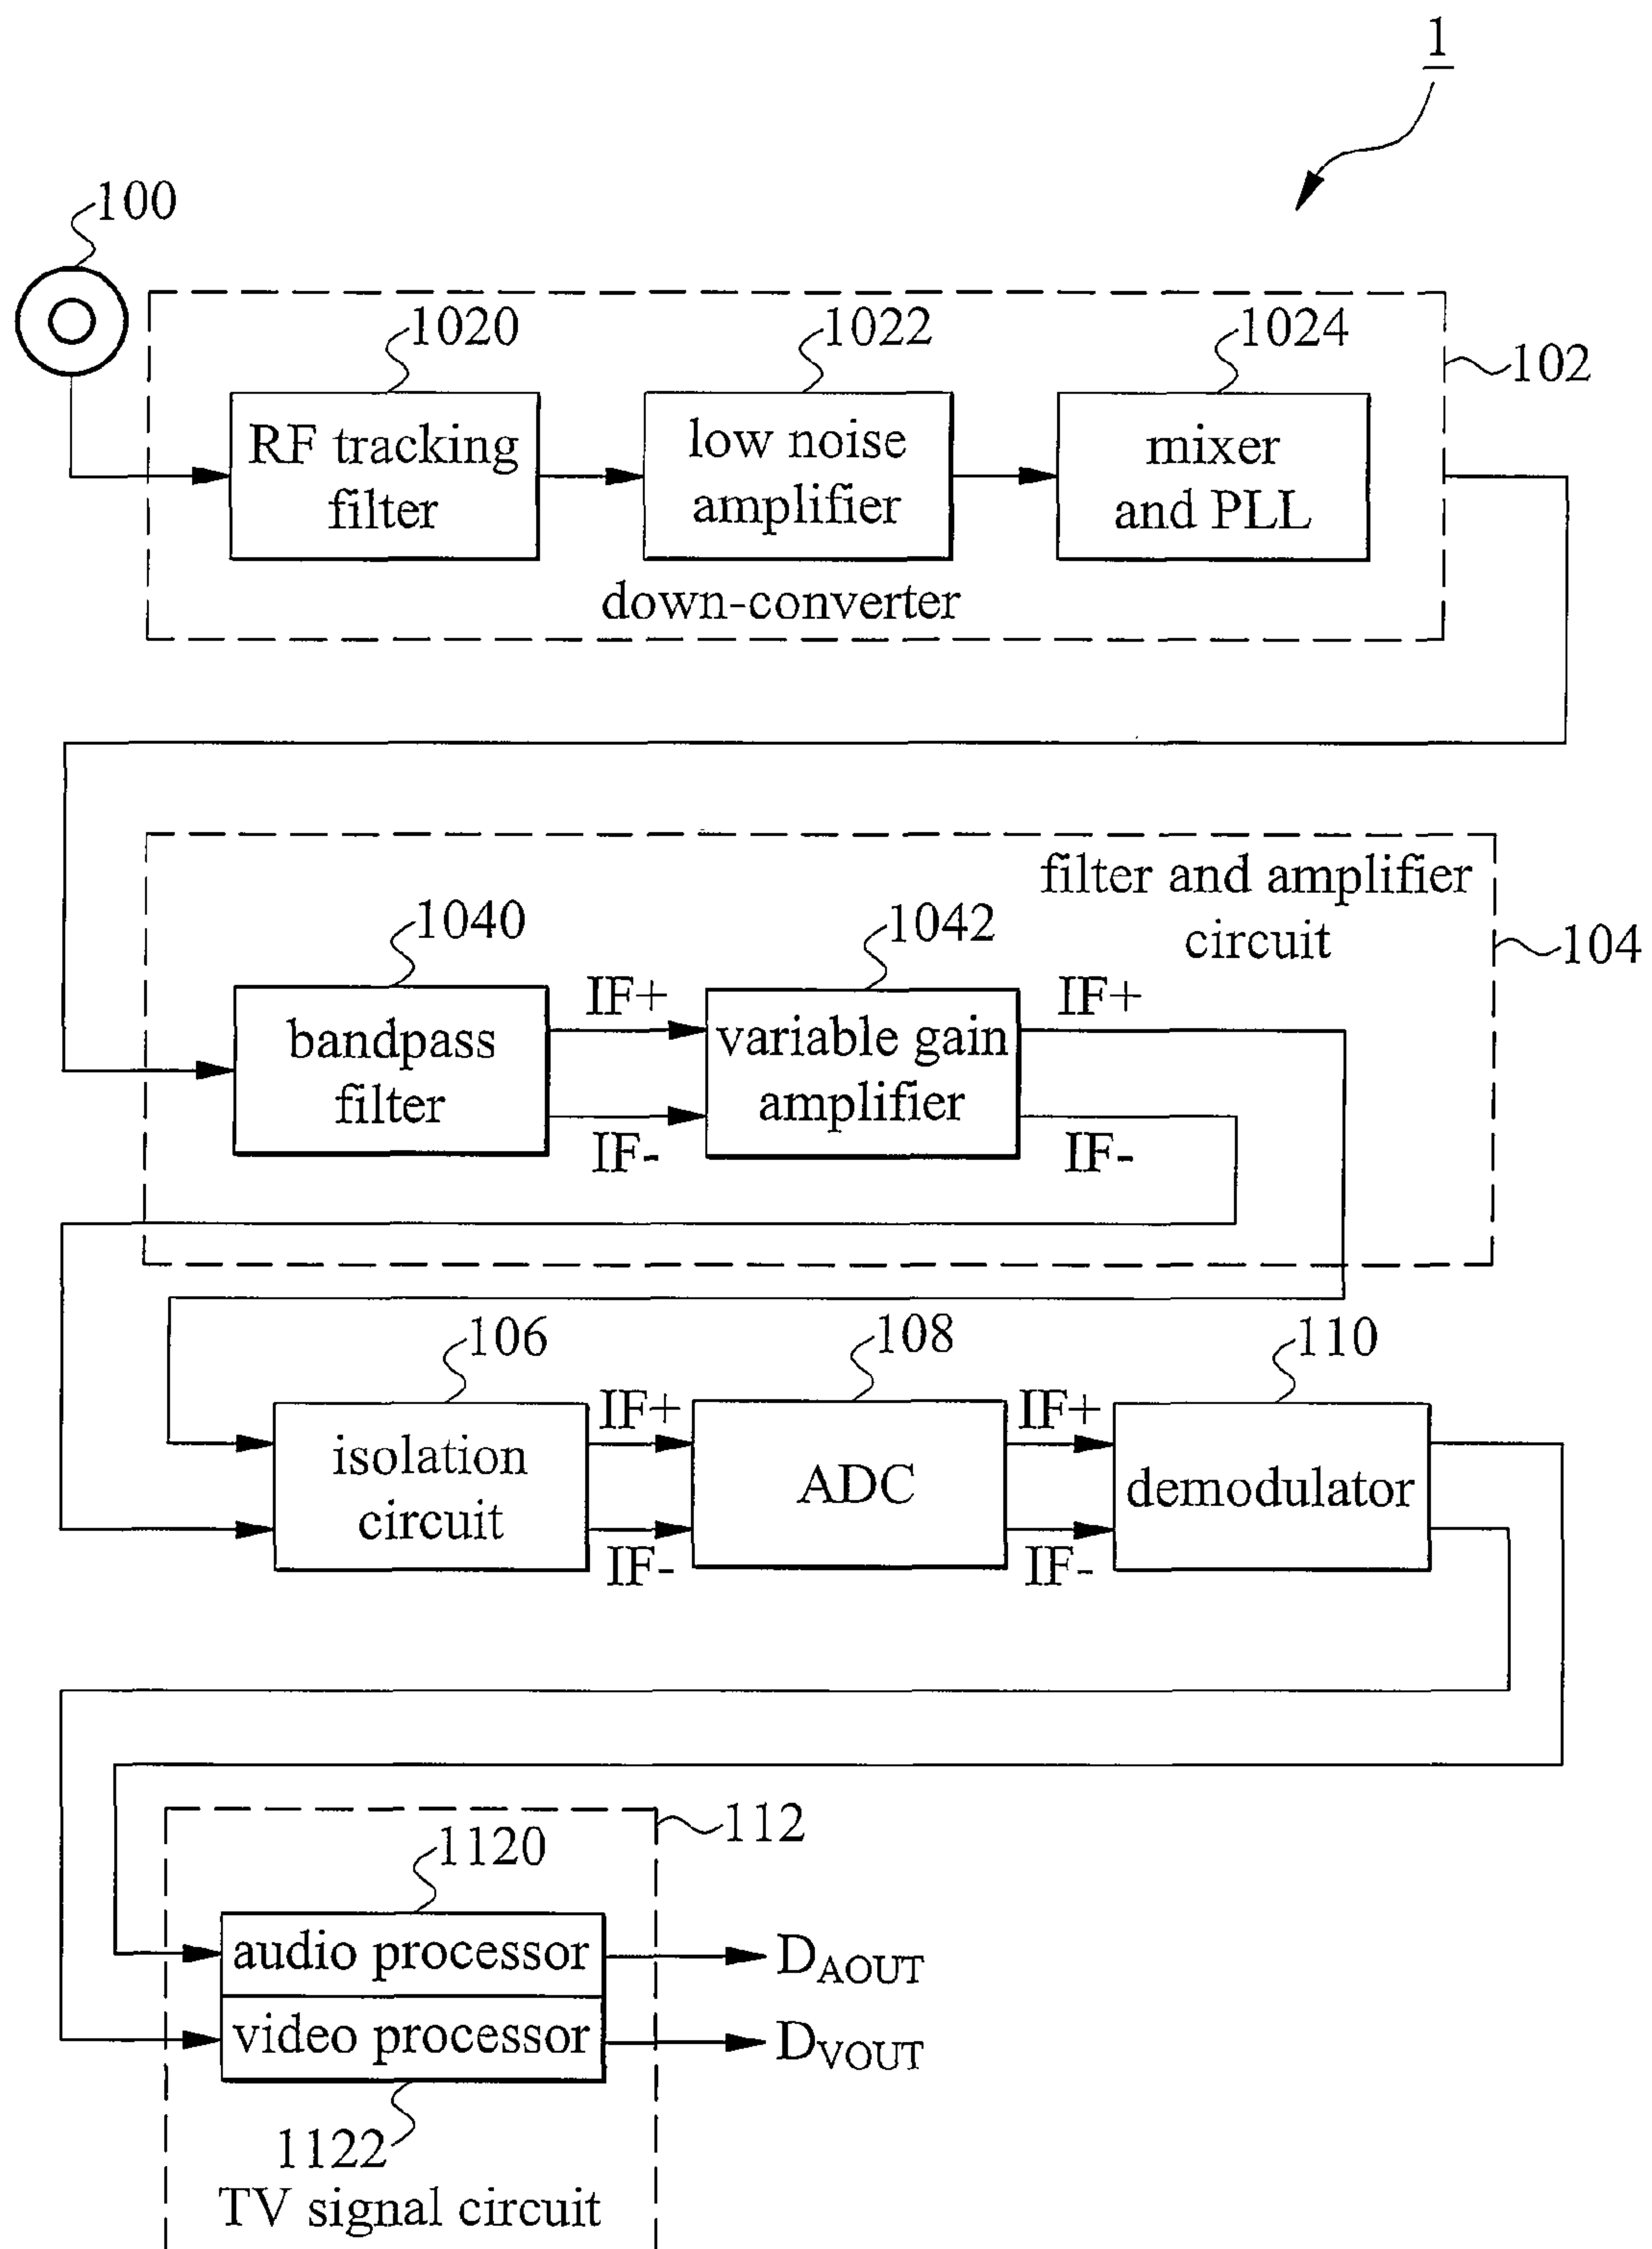 1
100
1020
1022
1024
102
RF tracking
filter
low noise
amplifier
mixer
and PLL
down-converter
filter and amplifier
circuit
104
1040
1042
IF+
IF+
bandpass
filter
variable gain
amplifier
IF-
IF-
106
108
110
IF+
IF+
isolation
circuit
ADC
demodulator
IF-
IF-
112
1120
audio processor
DAOUT
video processor
DVOUT
1122
TV signal circuit